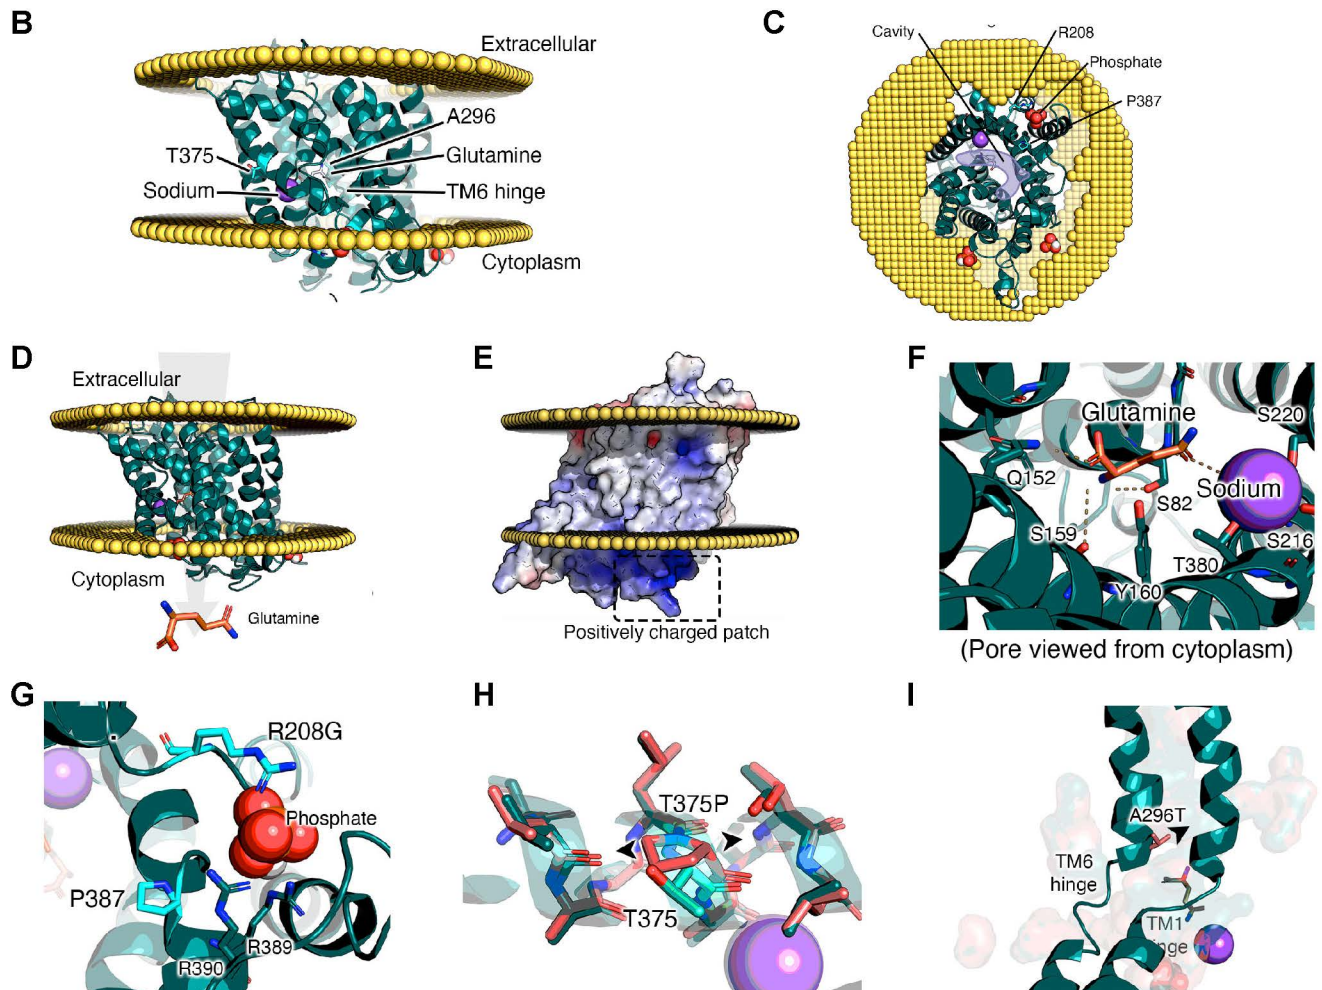 B
Extracellular
A296
T375
Glutamine
Sodium
TM6 hinge
Cytoplasm
C
Cavity
R208
Phosphate
P387
D
Extracellular
Cytoplasm
Glutamine
E
Positively charged patch
F
Glutamine
S220
Q152
Sodium
S82
S159
S216
T380
Y160
(Pore viewed from cytoplasm)
G
R208G
Phosphate
P387
R389
R390
H
T375P
T375
I
A296T
TM6
hinge
TM1